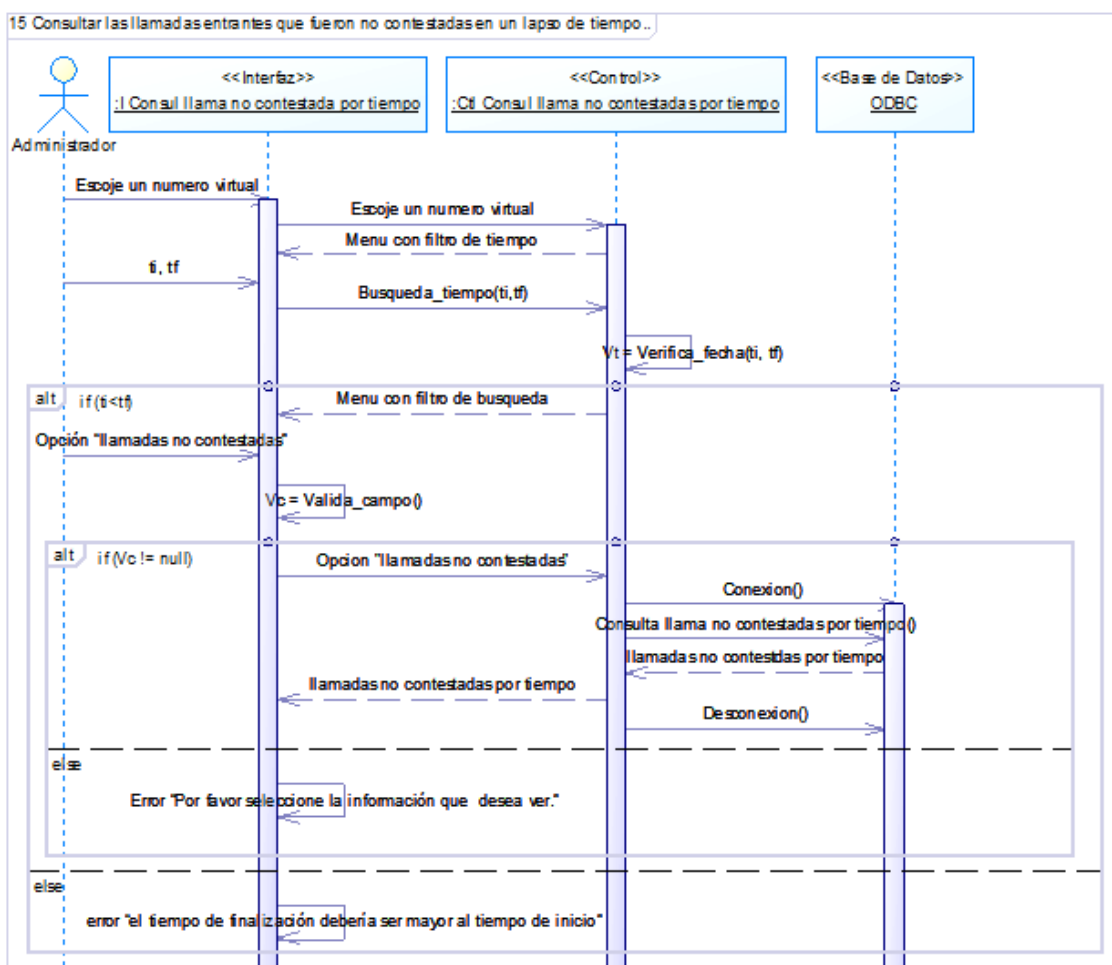 15 Consultar las llamadas entrantes que fueron no contestadas en un lapso de tiempo..
<<Interfaz>>
:I Consul llama no contestada por tiempo
<<Control>>
:Ctl Consul llama no contestadas por tiempo
<<Base de Datos>>
ODBC
Administrador
Escoje un numero virtual
Escoje un numero virtual
Menu con filtro de tiempo
ti, tf
Busqueda_tiempo(ti,tf)
Vt = Verifica_fecha(ti, tf)
alt if (ti<tf)
Menu con filtro de busqueda
Opción "llamadas no contestadas"
Vc = Valida_campo()
alt if (Vc != null)
Opcion "llamadas no contestadas"
Conexion()
Consulta llama no contestadas por tiempo()
llamadas no contestdas por tiempo
llamadas no contestadas por tiempo
Desconexion()
else
Error "Por favor seleccione la información que desea ver."
else
error "el tiempo de finalización debería ser mayor al tiempo de inicio"